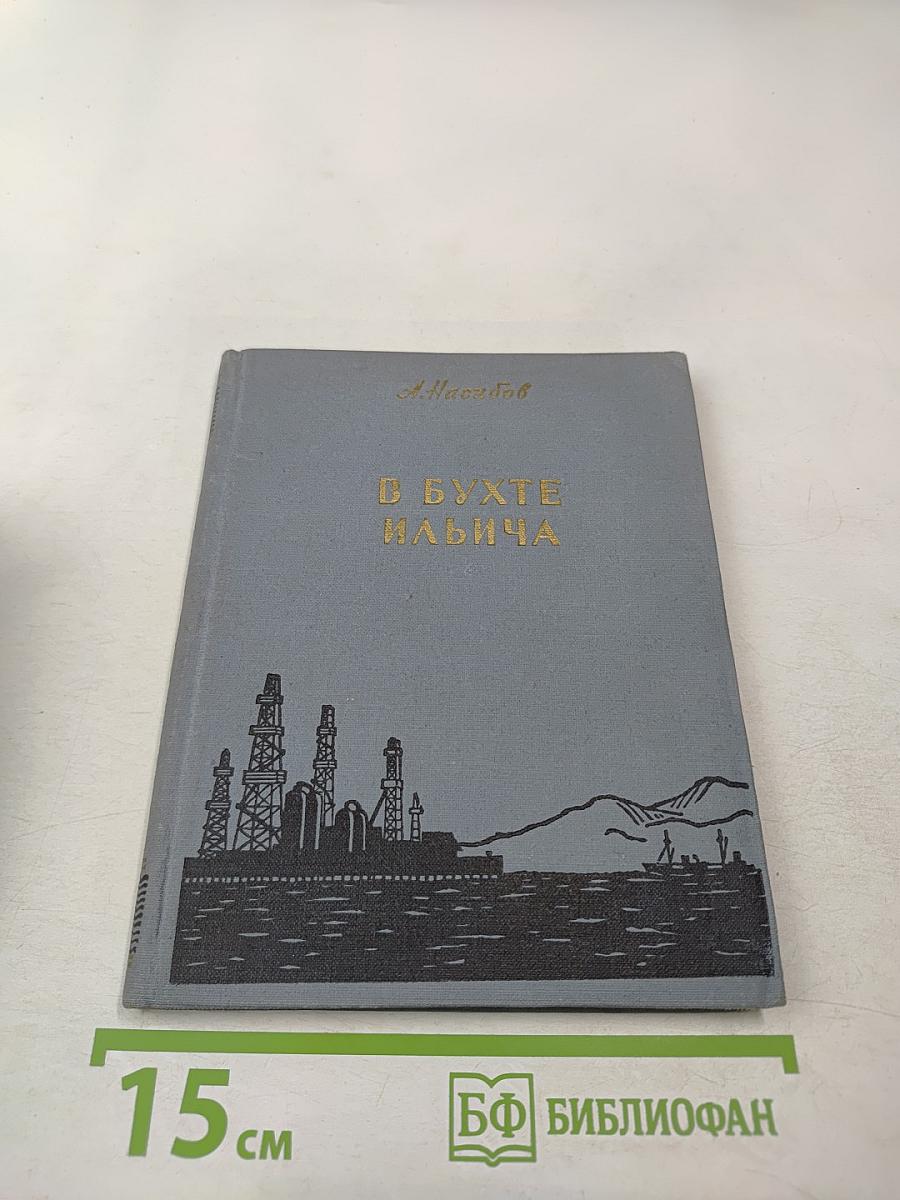 А. Насибов
В БУХТЕ
ИЛЬИЧА
15 см
БФ БИБЛИОФАН